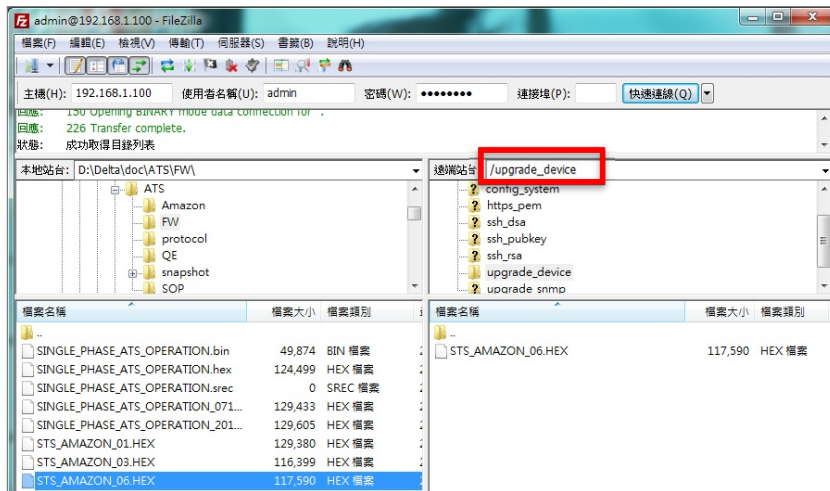 admin@192.168.1.100 - FileZilla
檔案(F) 編輯(E) 檢視(V) 傳輸(T) 伺服器(S) 書籤(B) 說明(H)
主機(H): 192.168.1.100 使用者名稱(U): admin 密碼(W): ●●●●●●●● 連接埠(P): 快速連線(Q)
回應: 150 Opening BINARY mode data connection for .
回應: 226 Transfer complete.
狀態: 成功取得目錄列表
本地站台: D:\Delta\doc\ATS\FW\
ATS
Amazon
FW
protocol
QE
snapshot
SOP
遠端站台 /upgrade_device
config_system
https_pem
ssh_dsa
ssh_pubkey
ssh_rsa
upgrade_device
upgrade snmp
檔案名稱 檔案大小 檔案類別
..
SINGLE_PHASE_ATS_OPERATION.bin 49,874 BIN 檔案
SINGLE_PHASE_ATS_OPERATION.hex 124,499 HEX 檔案
SINGLE_PHASE_ATS_OPERATION.srec 0 SREC 檔案
SINGLE_PHASE_ATS_OPERATION_071... 129,433 HEX 檔案
SINGLE_PHASE_ATS_OPERATION_201... 129,605 HEX 檔案
STS_AMAZON_01.HEX 129,380 HEX 檔案
STS_AMAZON_03.HEX 116,399 HEX 檔案
STS_AMAZON_06.HEX 117,590 HEX 檔案
檔案名稱 檔案大小 檔案類別
..
STS_AMAZON_06.HEX 117,590 HEX 檔案